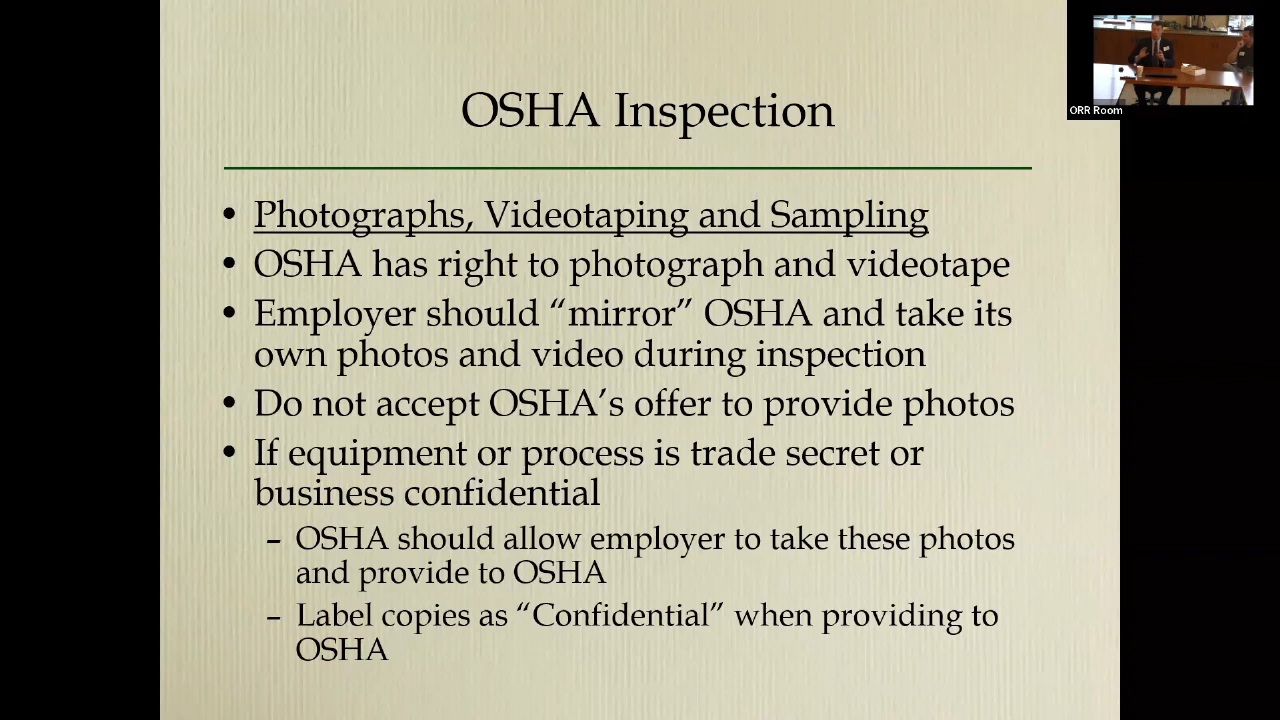 OSHA Inspection
• Photographs, Videotaping and Sampling
• OSHA has right to photograph and videotape
• Employer should “mirror” OSHA and take its
own photos and video during inspection
• Do not accept OSHA’s offer to provide photos
• If equipment or process is trade secret or
business confidential
– OSHA should allow employer to take these photos
and provide to OSHA
– Label copies as “Confidential” when providing to
OSHA
ORR Room